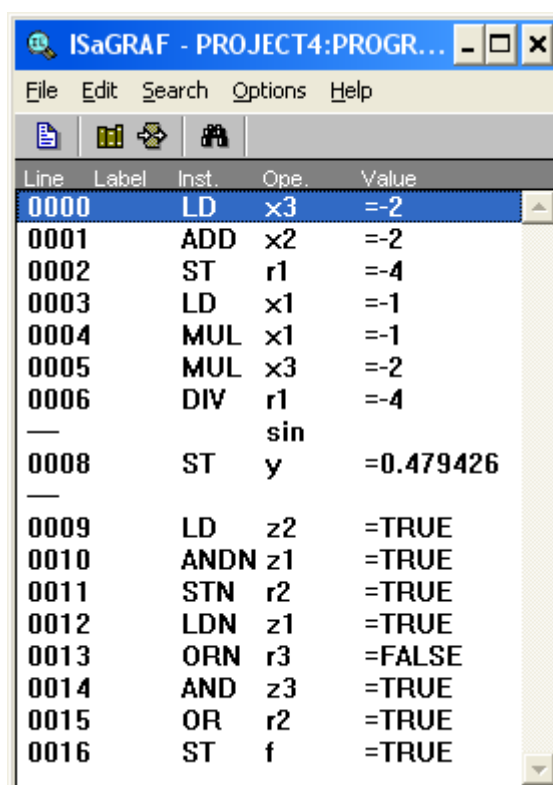 ISaGRAF - PROJECT4:PROGR...
File Edit Search Options Help
Line Label Inst. Ope. Value
0000 LD x3 =-2
0001 ADD x2 =-2
0002 ST r1 =-4
0003 LD x1 =-1
0004 MUL x1 =-1
0005 MUL x3 =-2
0006 DIV r1 =-4
— sin
0008 ST y =0.479426
—
0009 LD z2 =TRUE
0010 ANDN z1 =TRUE
0011 STN r2 =TRUE
0012 LDN z1 =TRUE
0013 ORN r3 =FALSE
0014 AND z3 =TRUE
0015 OR r2 =TRUE
0016 ST f =TRUE